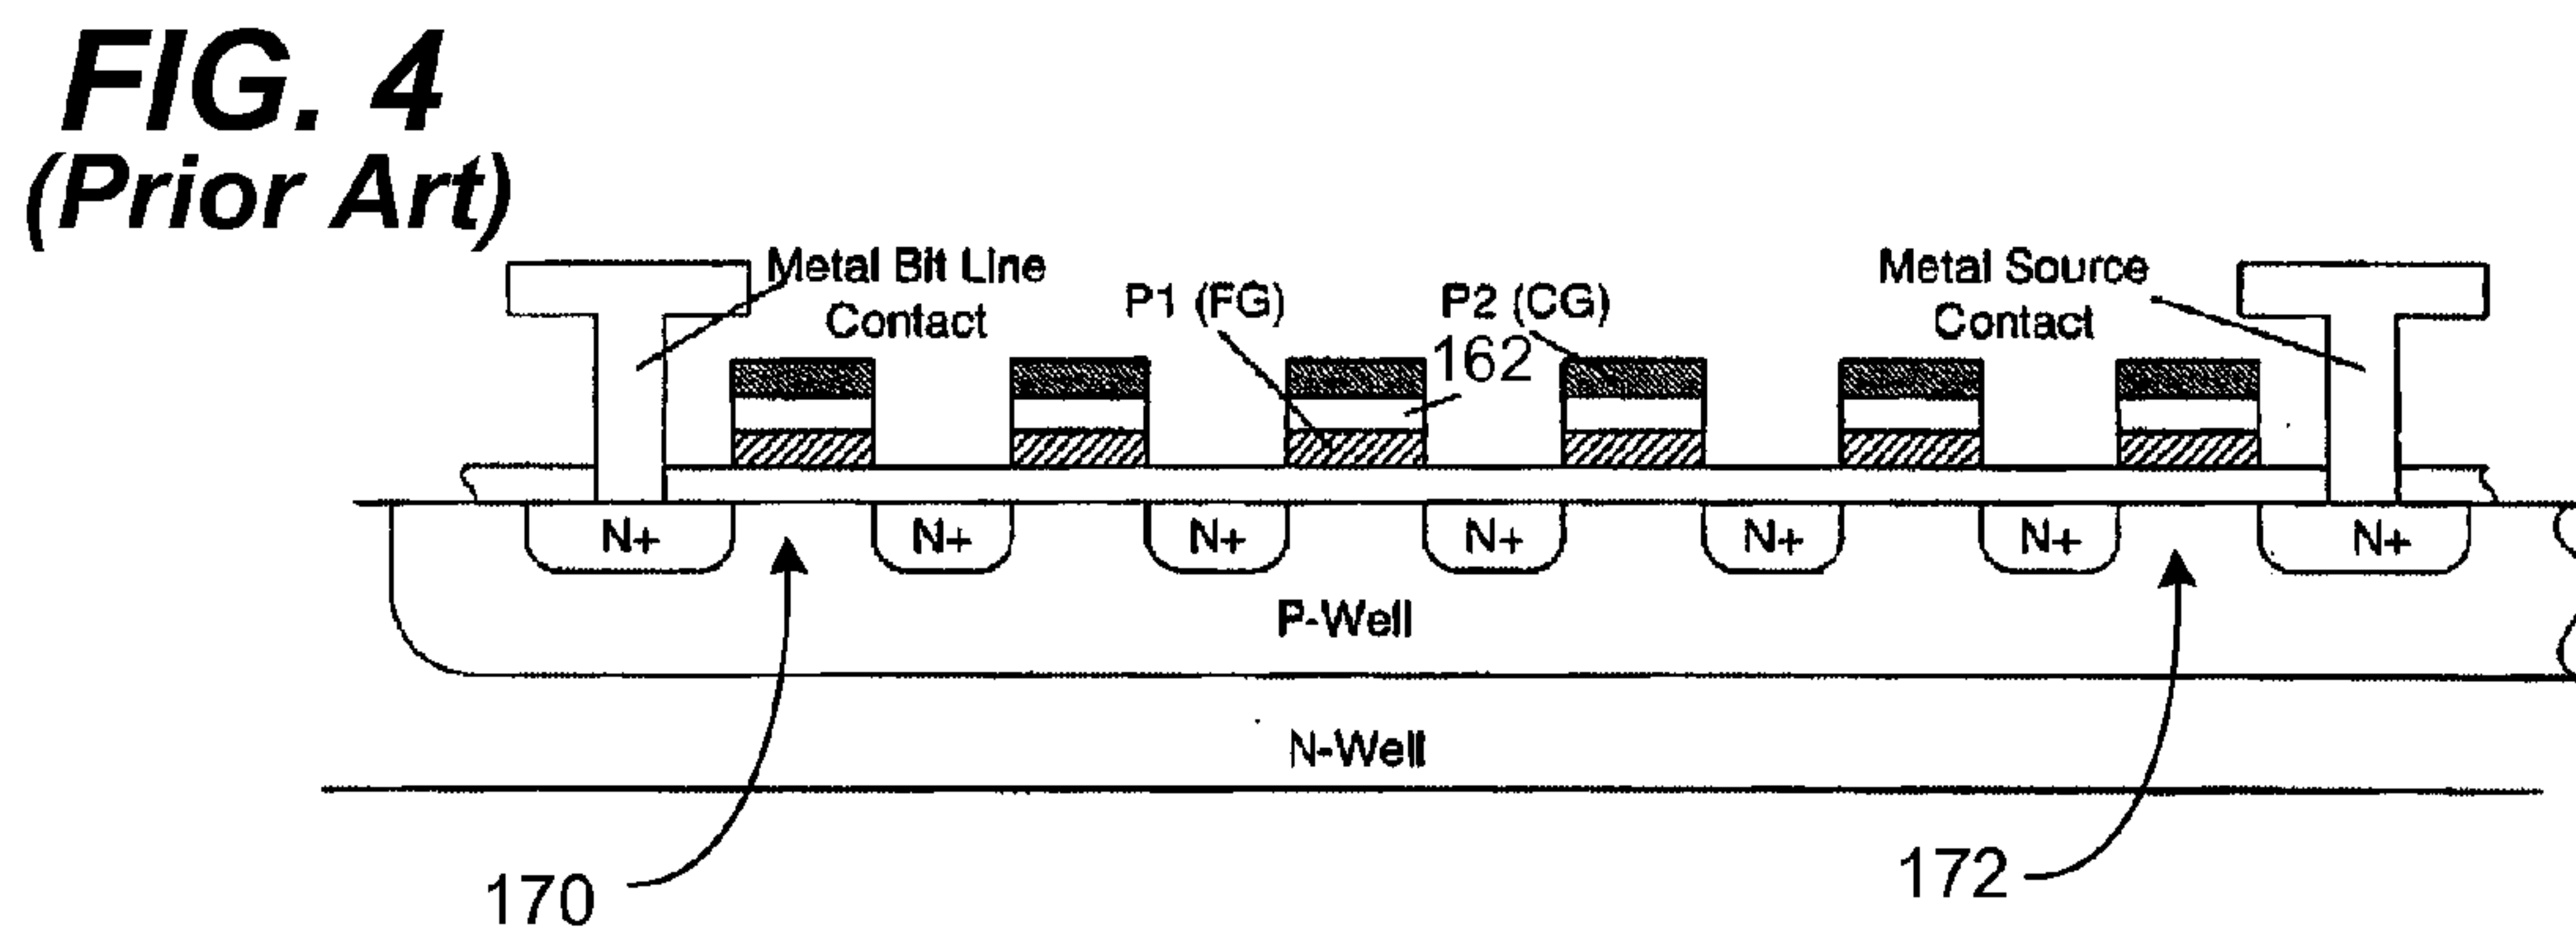 FIG. 4
(Prior Art)
Metal Bit Line
Contact
P1 (FG)
P2 (CG)
162
Metal Source
Contact
N+ N+ N+ N+ N+ N+ N+
P-Well
N-Well
170
172